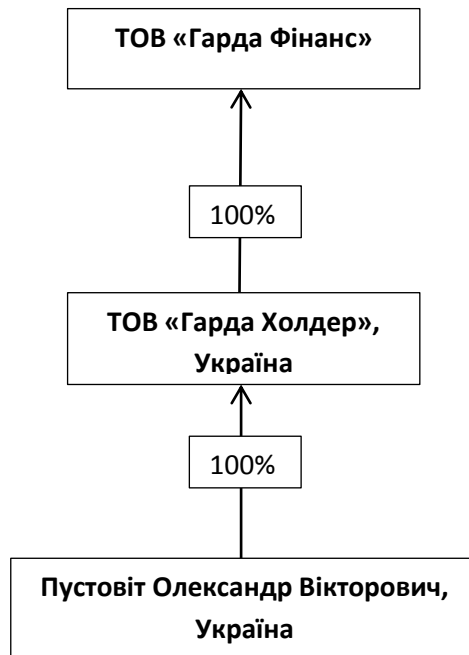 ТОВ «Гарда Фінанс»
100%
ТОВ «Гарда Холдер»,
Україна
100%
Пустовіт Олександр Вікторович,
Україна